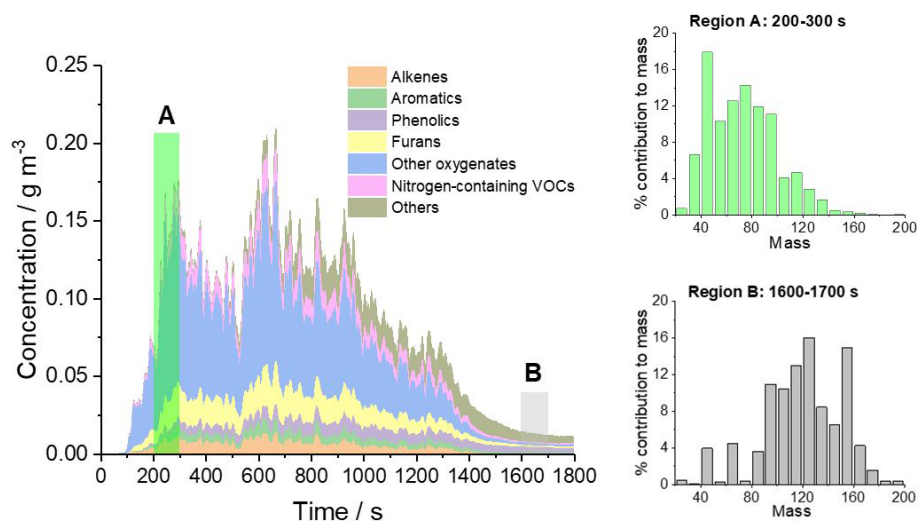 Concentration / g m-3
0.25
0.20
0.15
0.10
0.05
0.00
0 200 400 600 800 1000 1200 1400 1600 1800
Time / s
A
B
Alkenes
Aromatics
Phenolics
Furans
Other oxygenates
Nitrogen-containing VOCs
Others
Region A: 200-300 s
% contribution to mass
20
16
12
8
4
0
40 80 120 160 200
Mass
Region B: 1600-1700 s
% contribution to mass
20
16
12
8
4
0
40 80 120 160 200
Mass